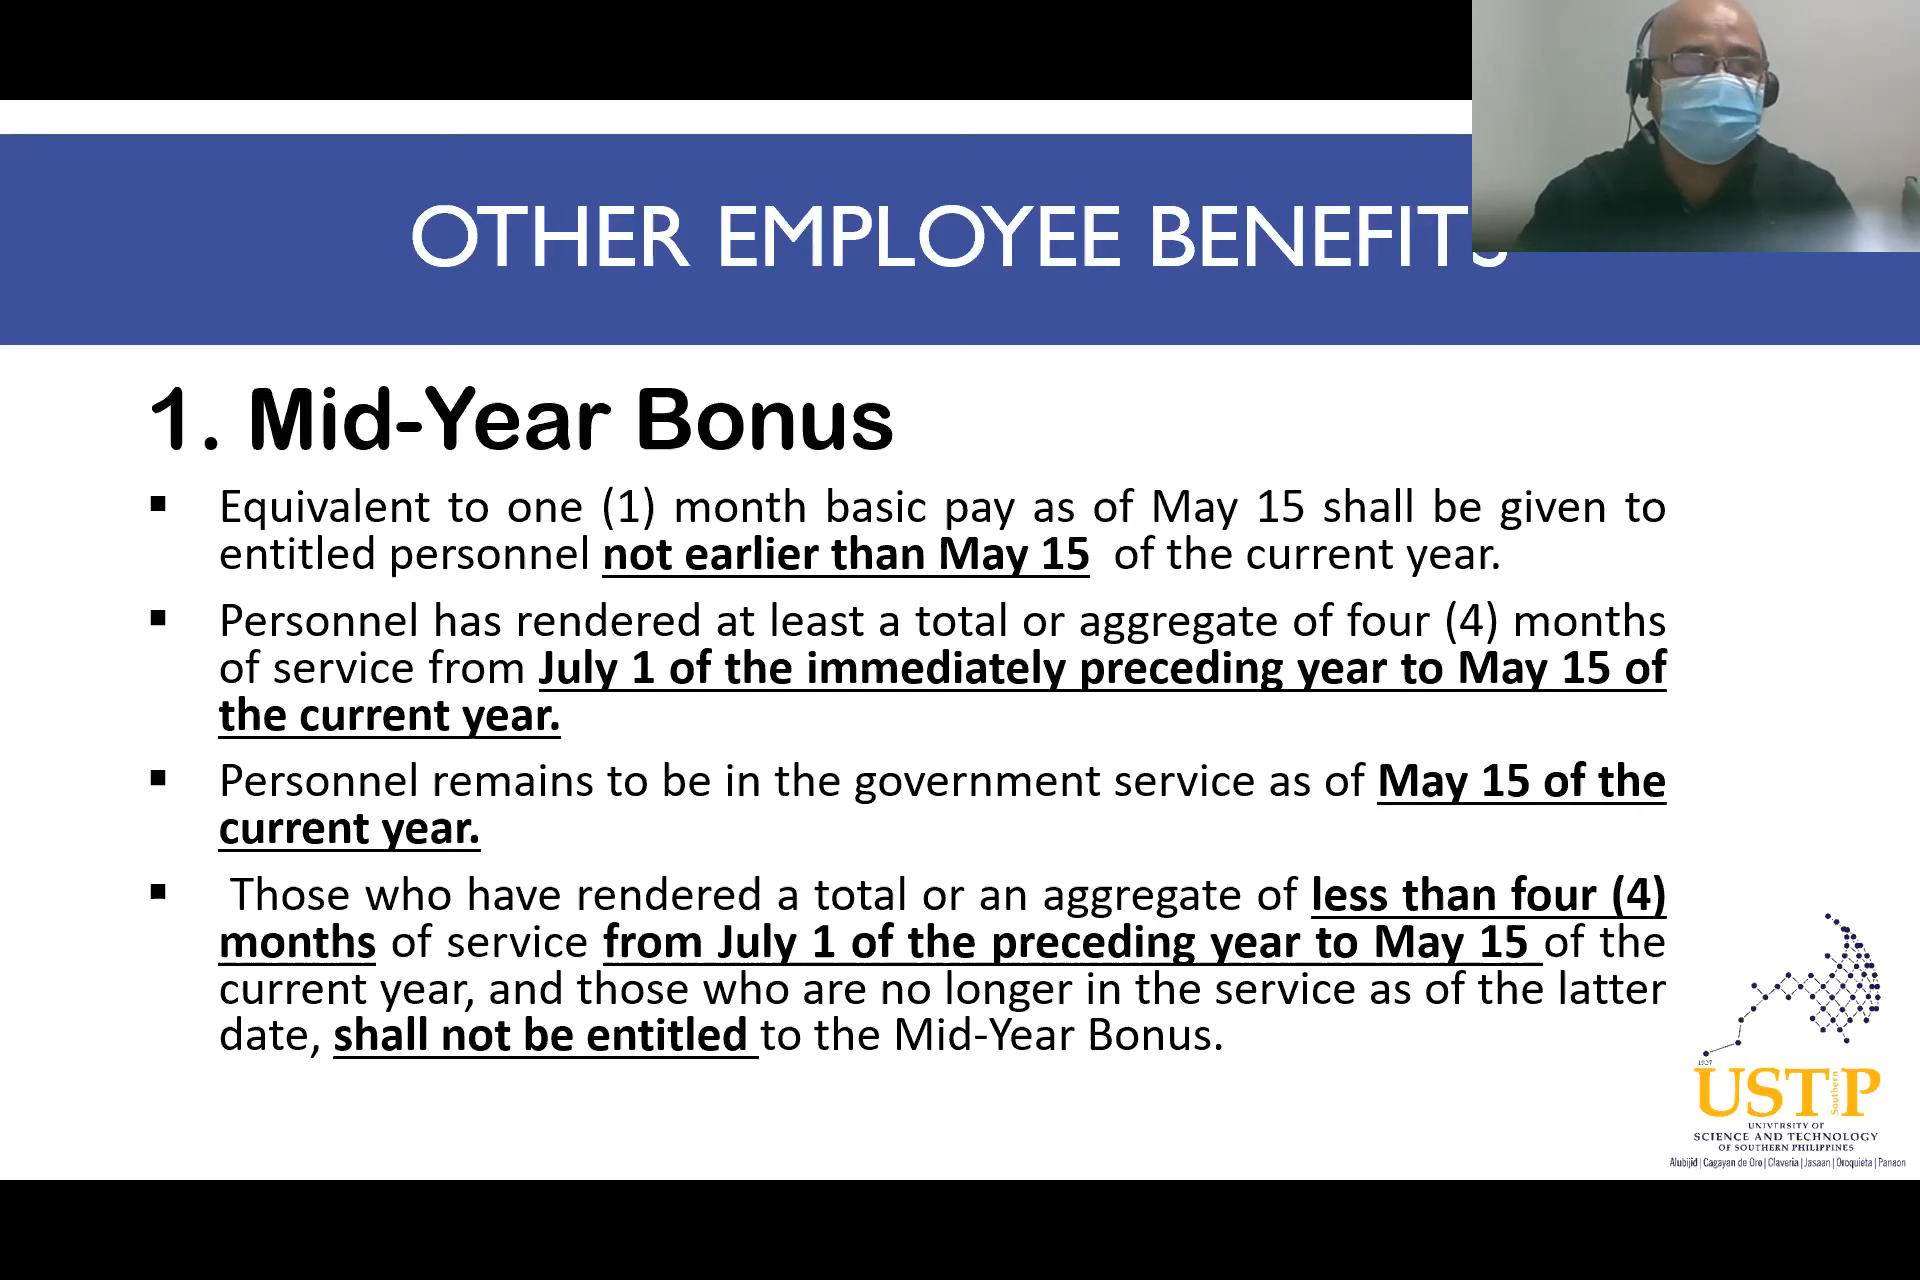 OTHER EMPLOYEE BENEFITS
1. Mid-Year Bonus
▪ Equivalent to one (1) month basic pay as of May 15 shall be given to
entitled personnel not earlier than May 15 of the current year.
▪ Personnel has rendered at least a total or aggregate of four (4) months
of service from July 1 of the immediately preceding year to May 15 of
the current year.
▪ Personnel remains to be in the government service as of May 15 of the
current year.
▪ Those who have rendered a total or an aggregate of less than four (4)
months of service from July 1 of the preceding year to May 15 of the
current year, and those who are no longer in the service as of the latter
date, shall not be entitled to the Mid-Year Bonus.
1927
USTP
Southern
UNIVERSITY OF
SCIENCE AND TECHNOLOGY
OF SOUTHERN PHILIPPINES
Alubijid | Cagayan de Oro | Claveria | Jasaan | Oroquieta | Panaon